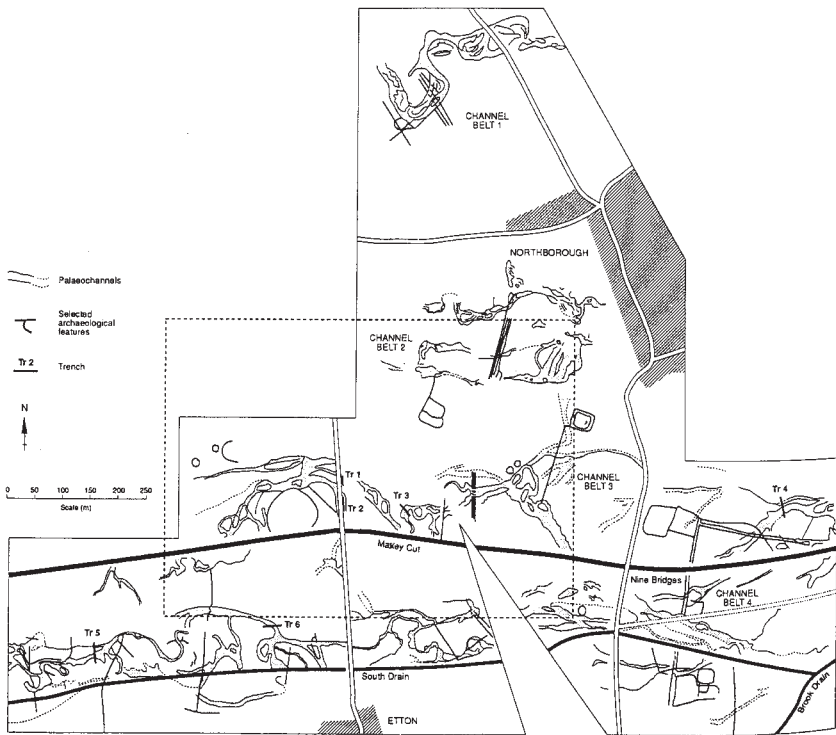 CHANNEL
BELT 1
NORTHBOROUGH
Palaeochannels
Selected
archaeological
features
Tr 2
Trench
N
0 50 100 150 200 250
Scale (m)
CHANNEL
BELT 2
CHANNEL
BELT 3
Tr 1
Tr 2
Tr 3
Tr 4
Maxey Cut
Nine Bridges
CHANNEL
BELT 4
Tr 5
Tr 6
South Drain
Brook Drain
ETTON